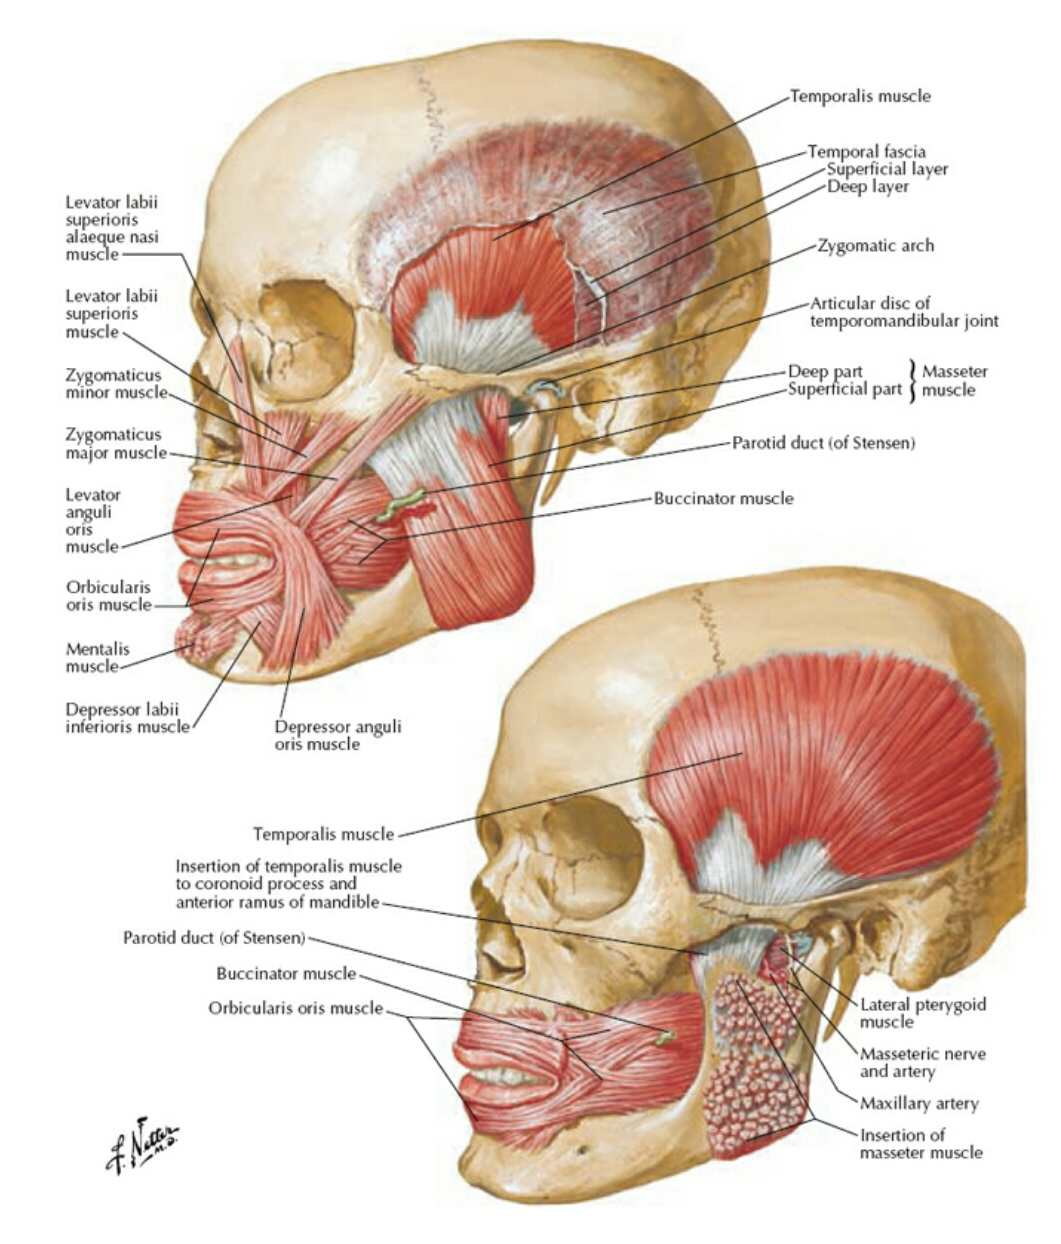 Temporalis muscle
Temporal fascia
Superficial layer
Deep layer
Zygomatic arch
Articular disc of
temporomandibular joint
Deep part
Superficial part
Masseter
muscle
Parotid duct (of Stensen)
Buccinator muscle
Levator labii
superioris
alaeque nasi
muscle
Levator labii
superioris
muscle
Zygomaticus
minor muscle
Zygomaticus
major muscle
Levator
anguli
oris
muscle
Orbicularis
oris muscle
Mentalis
muscle
Depressor labii
inferioris muscle
Depressor anguli
oris muscle
Temporalis muscle
Insertion of temporalis muscle
to coronoid process and
anterior ramus of mandible
Parotid duct (of Stensen)
Buccinator muscle
Orbicularis oris muscle
Lateral pterygoid
muscle
Masseteric nerve
and artery
Maxillary artery
Insertion of
masseter muscle
F. Netter
M.D.